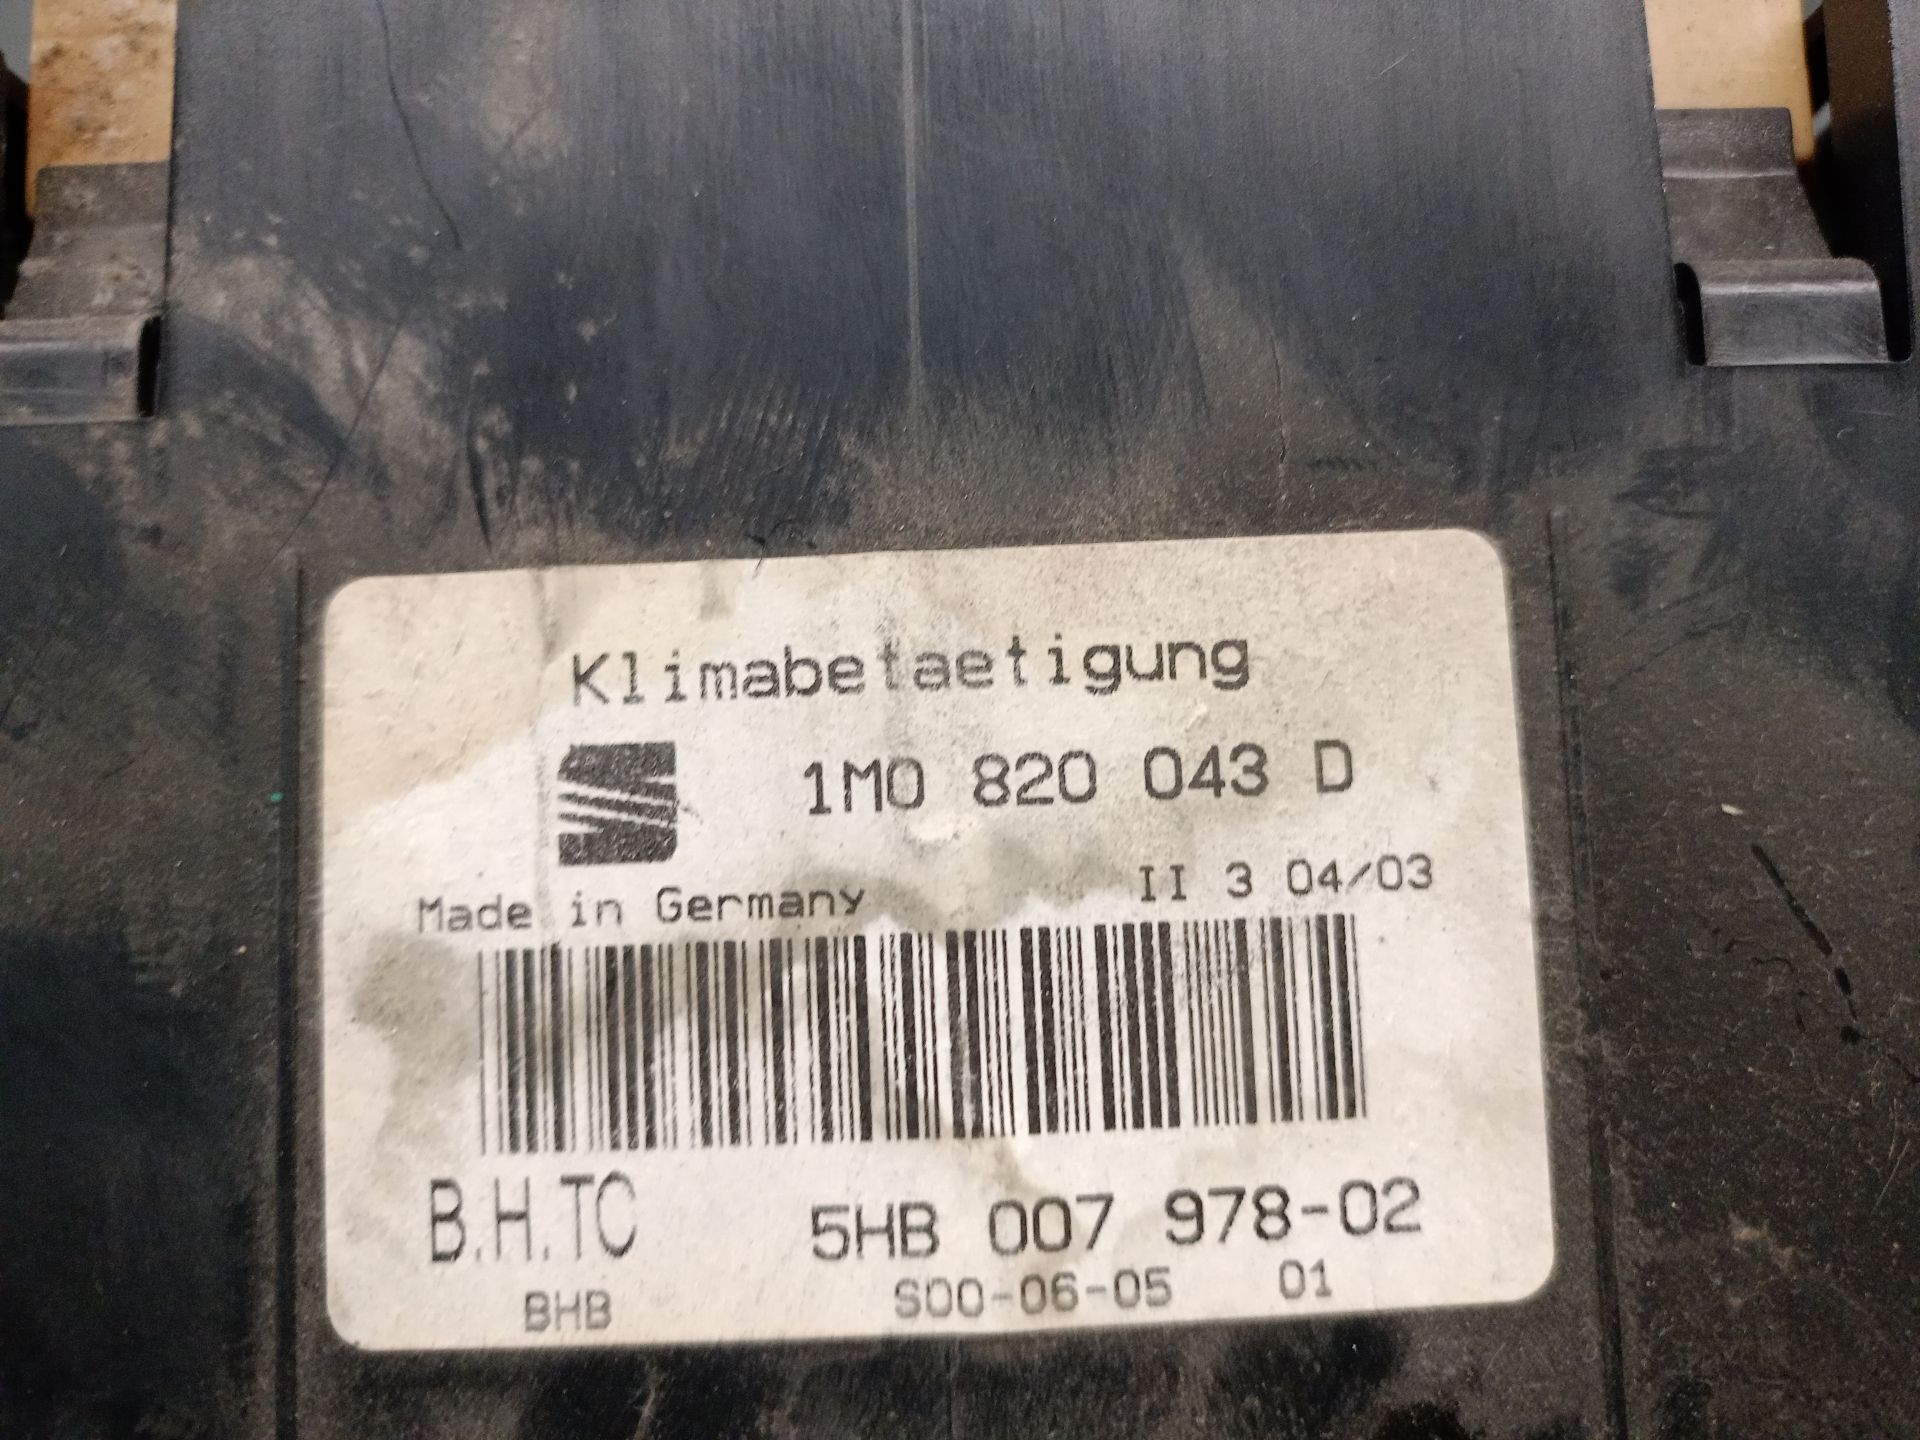 Klimabetaetigung
1M0 820 043 D
Made in Germany II 3 04/03
B.H.TC 5HB 007 978-02
BHB S00-06-05 01